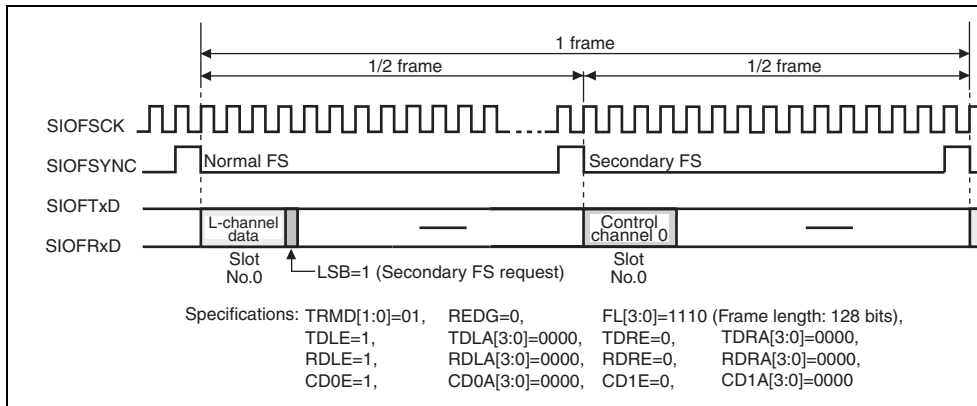 1 frame
1/2 frame 1/2 frame
SIOFSCK
SIOFSYNC Normal FS Secondary FS
SIOFTxD
L-channel data Control channel 0
SIOFRxD
Slot No.0 LSB=1 (Secondary FS request) Slot No.0
Specifications: TRMD[1:0]=01, REDG=0, FL[3:0]=1110 (Frame length: 128 bits),
TDLE=1, TDLA[3:0]=0000, TDRE=0, TDRA[3:0]=0000,
RDLE=1, RDLA[3:0]=0000, RDRE=0, RDRA[3:0]=0000,
CD0E=1, CD0A[3:0]=0000, CD1E=0, CD1A[3:0]=0000